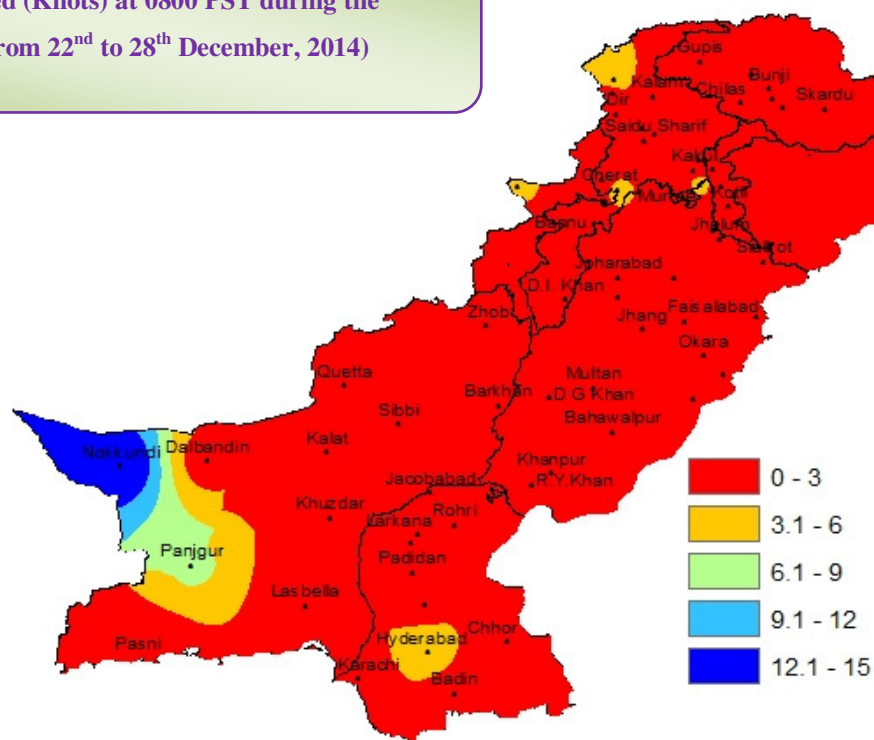 ed (Knots) at 0800 PST during the
rom 22nd to 28th December, 2014)
Gupis
Bunji
Kalam
Chilas
Skardu
Dir
Saidu Sharif
Kakul
Cherat
Kotli
Bannu
Jhelum
Sialkot
Joharabad
D.I. Khan
Zhob
Faisalabad
Jhang
Okara
Quetta
Multan
Barkhan
D G Khan
Sibbi
Bahawalpur
Nokkundi
Dalbandin
Kalat
Khanpur
Jacobabad
R.Y.Khan
Khuzdar
Rohri
Larkana
Panjgur
Padidan
Lasbella
Chhor
Hyderabad
Pasni
Karachi
Badin
0 - 3
3.1 - 6
6.1 - 9
9.1 - 12
12.1 - 15